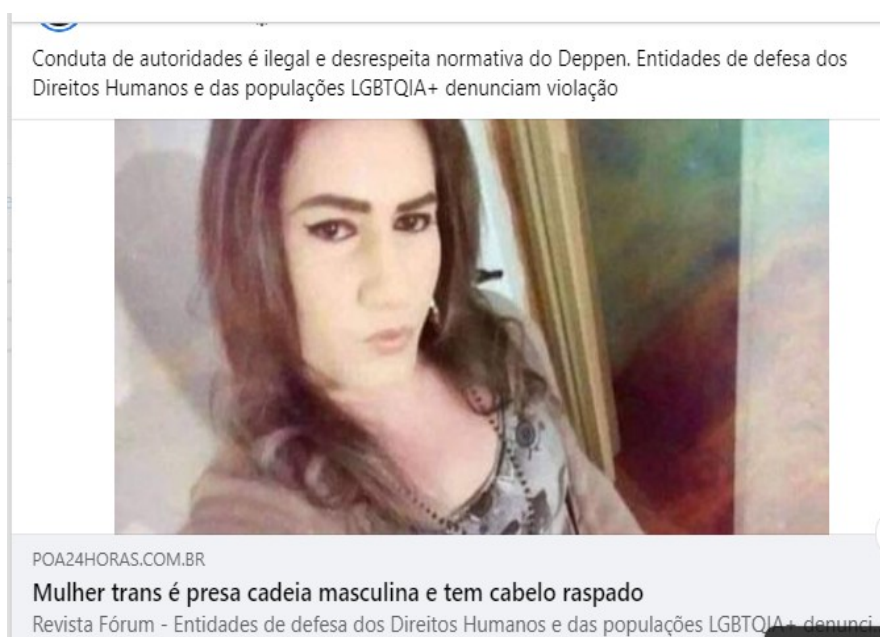 Conduta de autoridades é ilegal e desrespeita normativa do Deppen. Entidades de defesa dos
Direitos Humanos e das populações LGBTQIA+ denunciam violação
POA24HORAS.COM.BR
Mulher trans é presa cadeia masculina e tem cabelo raspado
Revista Fórum - Entidades de defesa dos Direitos Humanos e das populações LGBTQIA+ denunci...